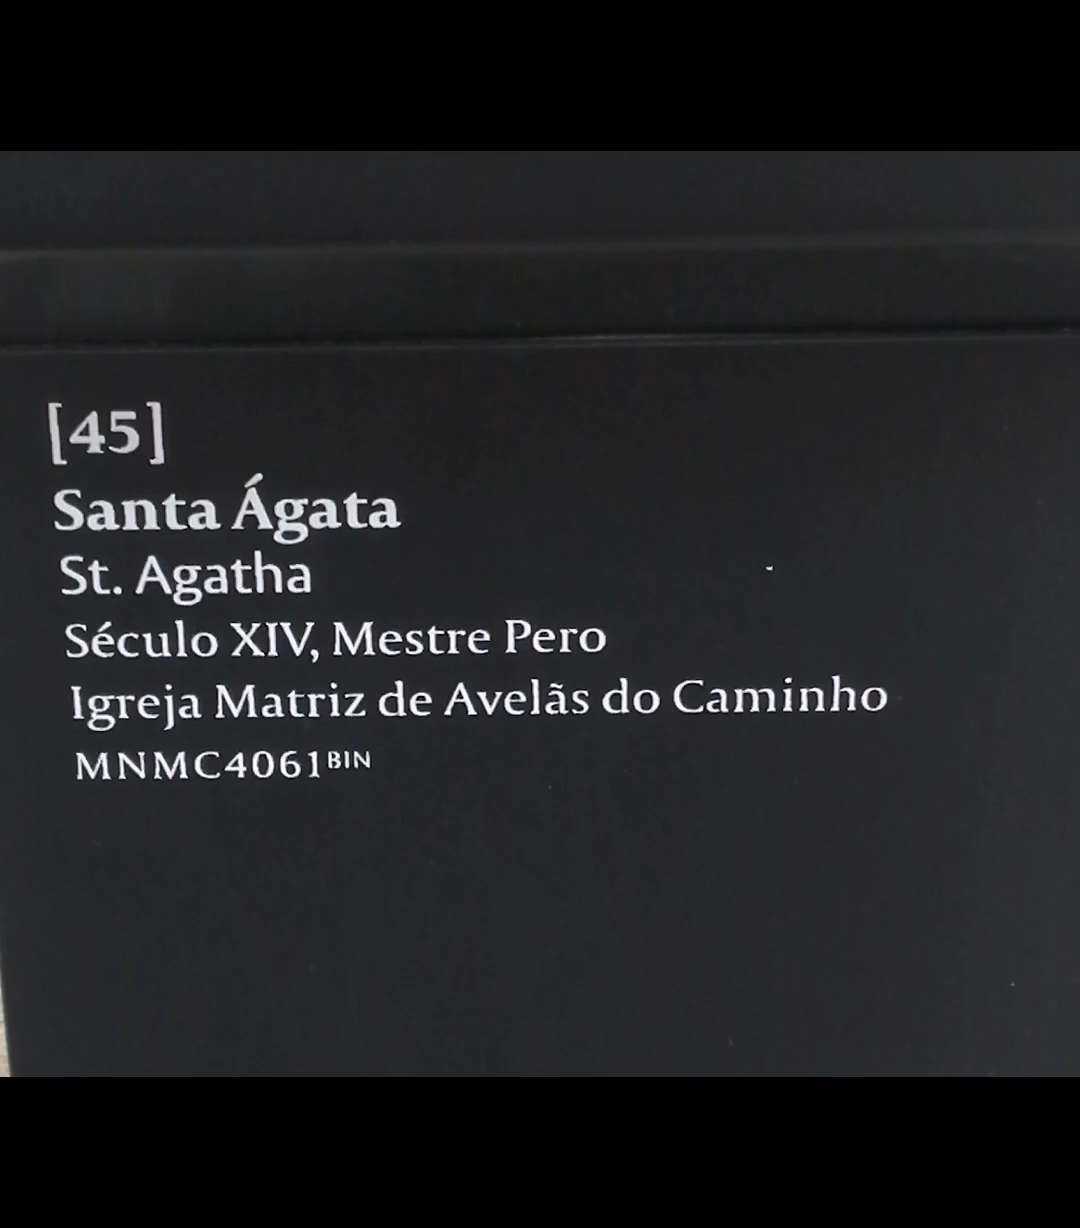 [45]
Santa Ágata
St. Agatha
Século XIV, Mestre Pero
Igreja Matriz de Avelãs do Caminho
MNMC4061BIN